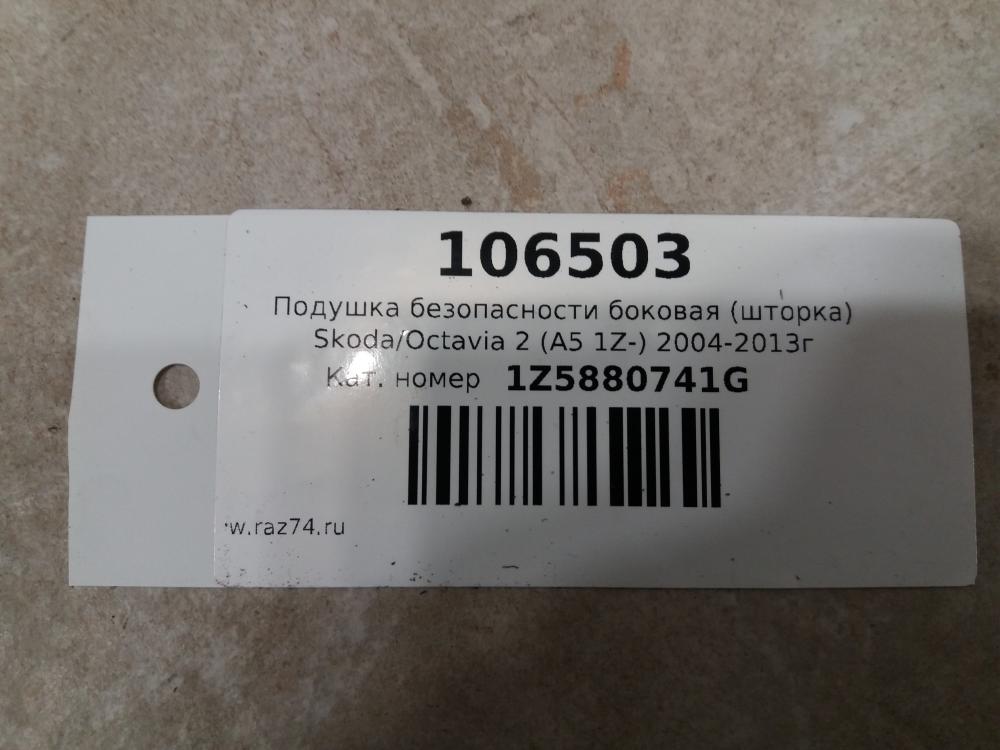 106503
Подушка безопасности боковая (шторка)
Skoda/Octavia 2 (A5 1Z-) 2004-2013г
Кат. номер 1Z5880741G
w.raz74.ru